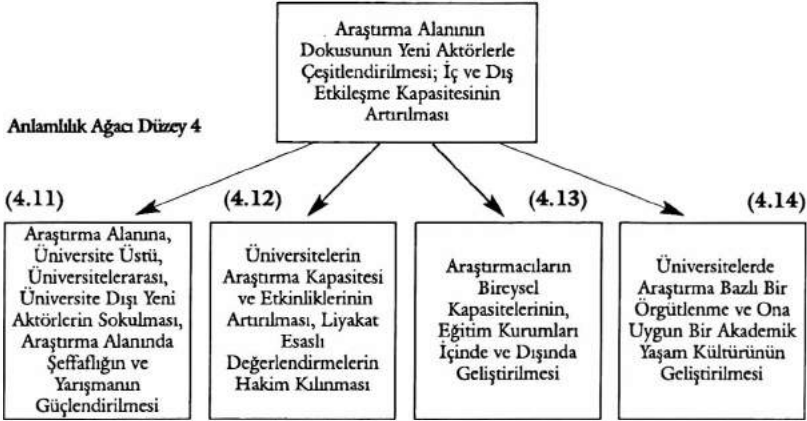 Araştırma Alanının
Dokusunun Yeni Aktörlerle
Çeşitlendirilmesi; İç ve Dış
Etkileşme Kapasitesinin
Artırılması
Anlamlılık Ağacı Düzey 4
(4.11)
Araştırma Alanına,
Üniversite Üstü,
Üniversitelerarası,
Üniversite Dışı Yeni
Aktörlerin Sokulması,
Araştırma Alanında
Şeffaflığın ve
Yarışmanın
Güçlendirilmesi
(4.12)
Üniversitelerin
Araştırma Kapasitesi
ve Etkinliklerinin
Artırılması, Liyakat
Esaslı
Değerlendirmelerin
Hakim Kılınması
(4.13)
Araştırmacıların
Bireysel
Kapasitelerinin,
Eğitim Kurumları
İçinde ve Dışında
Geliştirilmesi
(4.14)
Üniversitelerde
Araştırma Bazlı Bir
Örgütlenme ve Ona
Uygun Bir Akademik
Yaşam Kültürünün
Geliştirilmesi